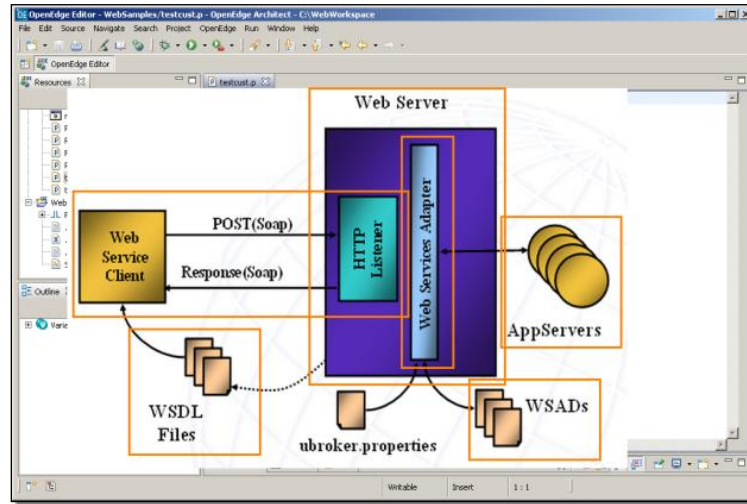 OpenEdge Editor - WebSamples/testcust.p - OpenEdge Architect - C:\WebWorkspace
File Edit Source Navigate Search Project OpenEdge Run Window Help
OpenEdge Editor
Resources
testcust.p
Web Server
Web
Service
Client
POST(Soap)
Response(Soap)
HTTP
Listener
Web Services Adapter
AppServers
Web
Outline
Varia
WSDL
Files
ubroker.properties
WSADs
Writable Insert 1 : 1